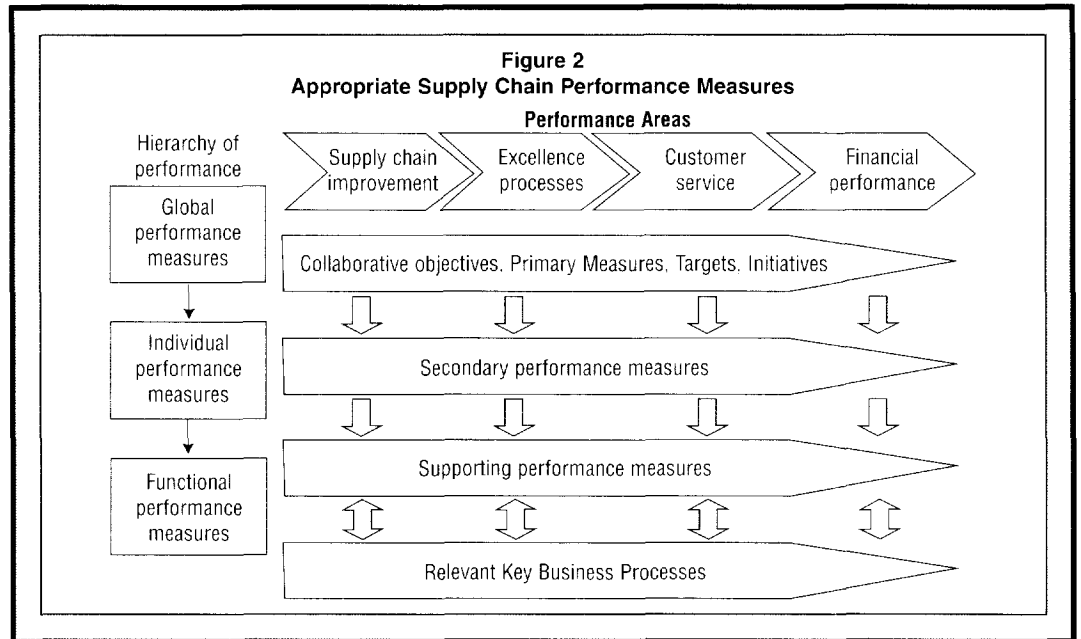 Figure 2
Appropriate Supply Chain Performance Measures
Performance Areas
Hierarchy of
performance
Supply chain
improvement
Excellence
processes
Customer
service
Financial
performance
Global
performance
measures
Collaborative objectives, Primary Measures, Targets, Initiatives
Individual
performance
measures
Secondary performance measures
Functional
performance
measures
Supporting performance measures
Relevant Key Business Processes